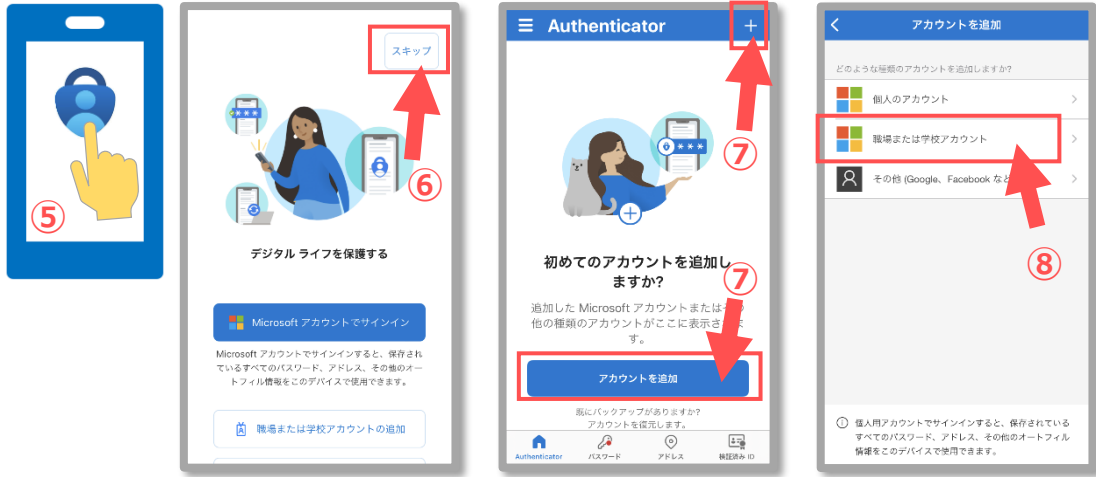 ⑤
スキップ
⑥
デジタル ライフを保護する
Microsoft アカウントでサインイン
Microsoft アカウントでサインインすると、保存され
ているすべてのパスワード、アドレス、その他のオー
トフィル情報をこのデバイスで使用できます。
職場または学校アカウントの追加
Authenticator
⑦
初めてのアカウントを追加し
ますか?
⑦
追加した Microsoft アカウントまたはその
他の種類のアカウントがここに表示されま
す。
アカウントを追加
既にバックアップがありますか?
アカウントを復元します。
Authenticator
パスワード
アドレス
検証済み ID
アカウントを追加
どのような種類のアカウントを追加しますか?
個人のアカウント
職場または学校アカウント
その他 (Google、Facebook など
⑧
個人用アカウントでサインインすると、保存されている
すべてのパスワード、アドレス、その他のオートフィル
情報をこのデバイスで使用できます。